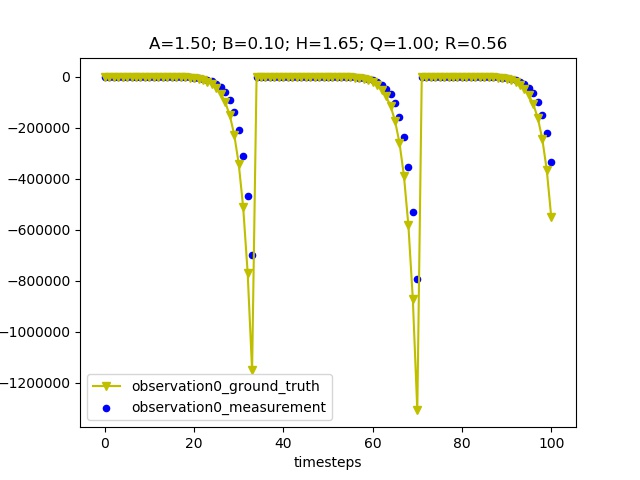 A=1.50; B=0.10; H=1.65; Q=1.00; R=0.56
0
−200000
−400000
−600000
−800000
−1000000
−1200000
observation0_ground_truth
observation0_measurement
0 20 40 60 80 100
timesteps